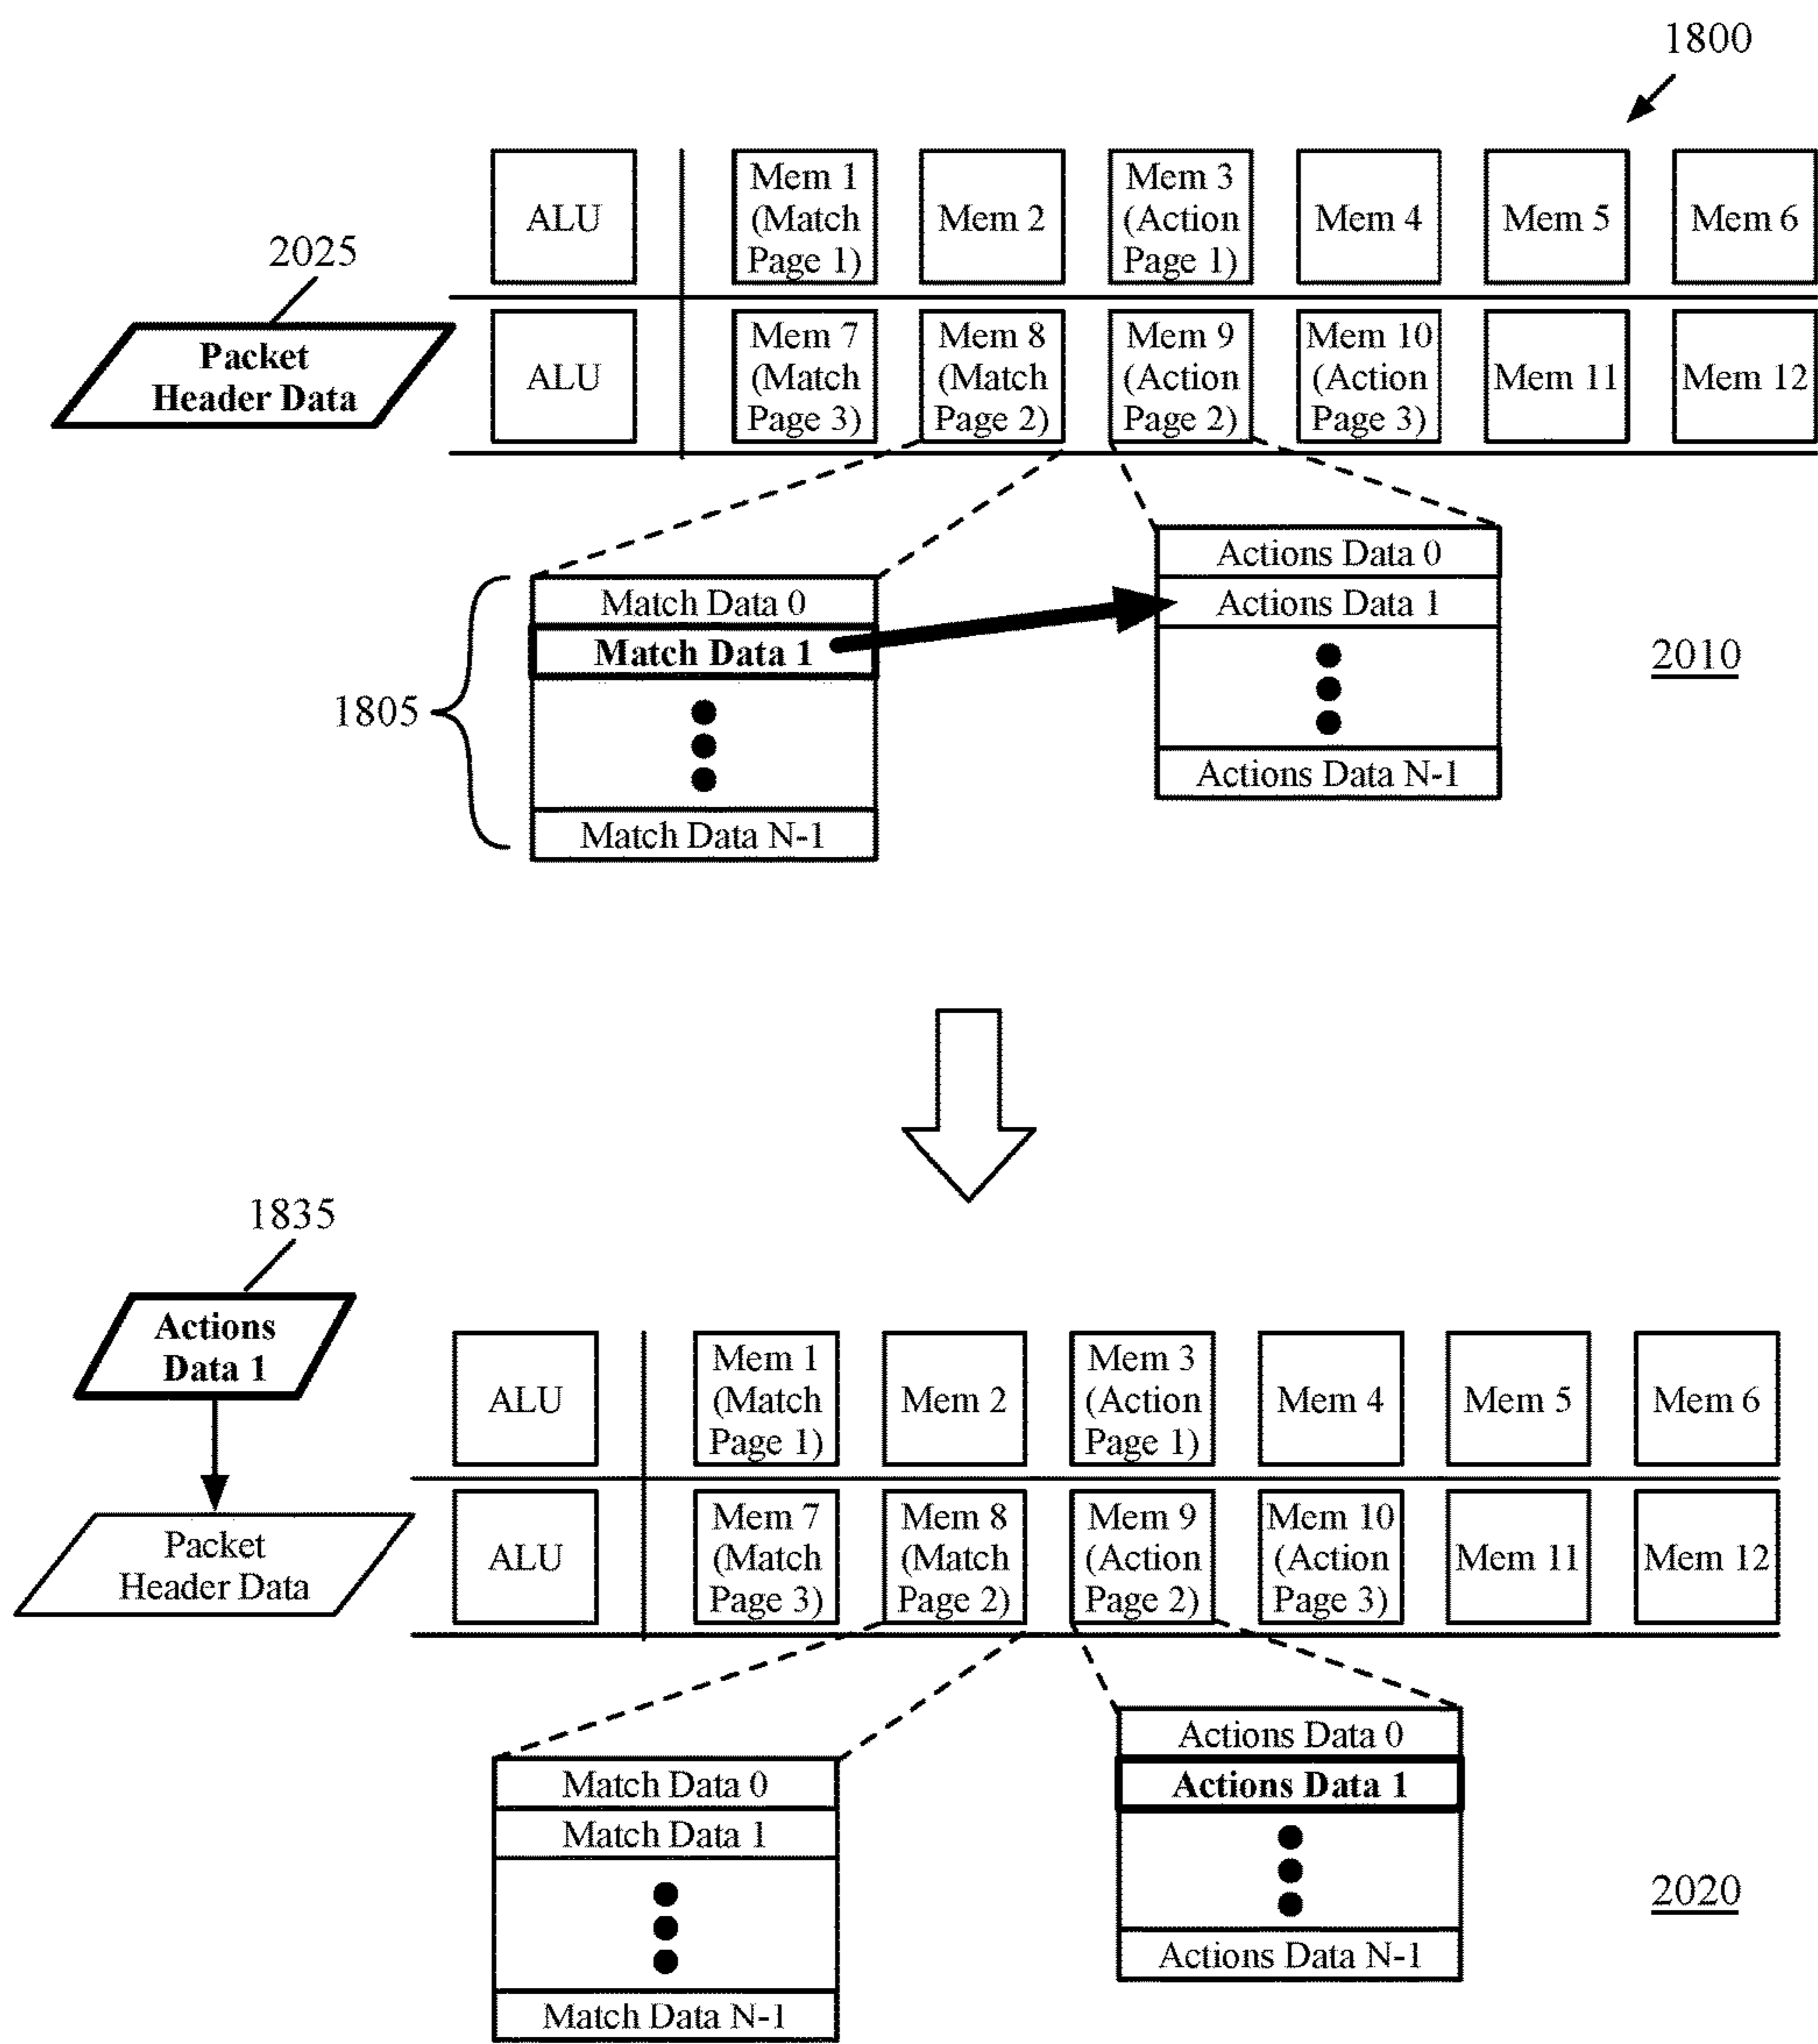 1800
ALU
Mem 1
(Match
Page 1)
Mem 2
Mem 3
(Action
Page 1)
Mem 4
Mem 5
Mem 6
2025
Packet
Header Data
ALU
Mem 7
(Match
Page 3)
Mem 8
(Match
Page 2)
Mem 9
(Action
Page 2)
Mem 10
(Action
Page 3)
Mem 11
Mem 12
1805
Match Data 0
Match Data 1
Match Data N-1
Actions Data 0
Actions Data 1
Actions Data N-1
2010
1835
Actions
Data 1
ALU
Mem 1
(Match
Page 1)
Mem 2
Mem 3
(Action
Page 1)
Mem 4
Mem 5
Mem 6
Packet
Header Data
ALU
Mem 7
(Match
Page 3)
Mem 8
(Match
Page 2)
Mem 9
(Action
Page 2)
Mem 10
(Action
Page 3)
Mem 11
Mem 12
Match Data 0
Match Data 1
Match Data N-1
Actions Data 0
Actions Data 1
Actions Data N-1
2020